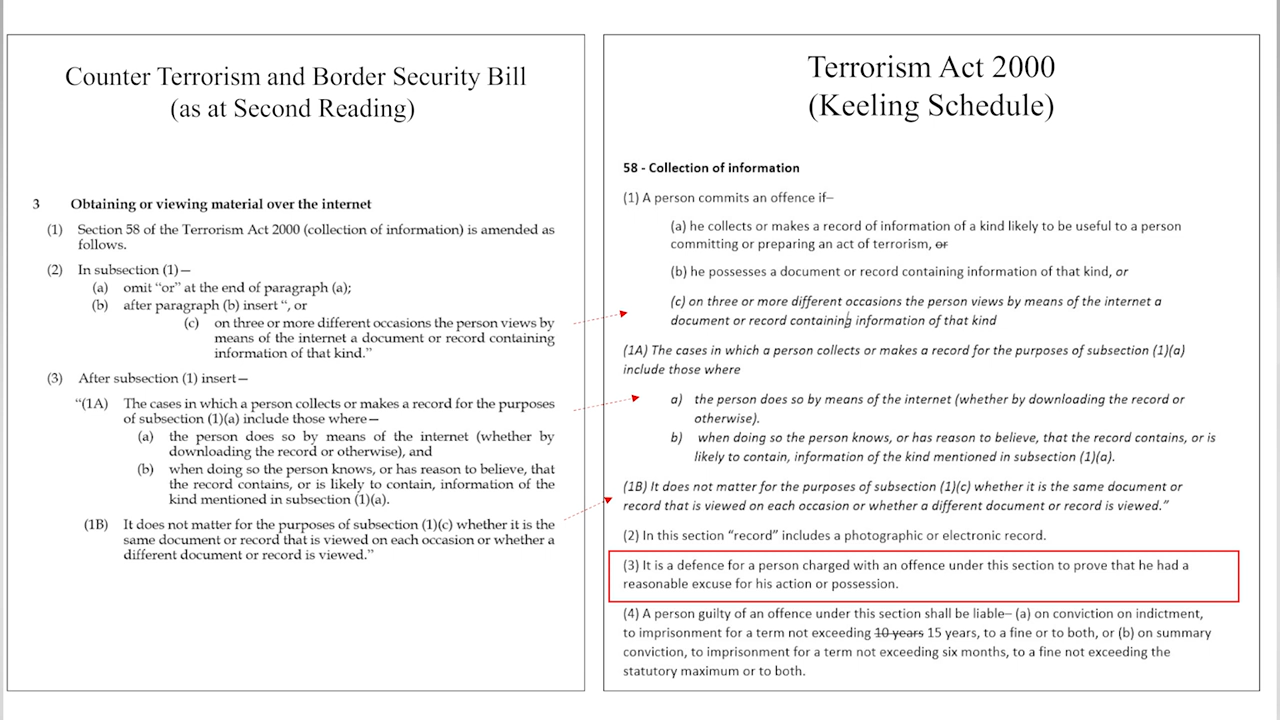 Counter Terrorism and Border Security Bill
(as at Second Reading)
3 Obtaining or viewing material over the internet
(1) Section 58 of the Terrorism Act 2000 (collection of information) is amended as
follows.
(2) In subsection (1)—
(a) omit “or” at the end of paragraph (a);
(b) after paragraph (b) insert “, or
(c) on three or more different occasions the person views by
means of the internet a document or record containing
information of that kind.”
(3) After subsection (1) insert—
“(1A) The cases in which a person collects or makes a record for the purposes
of subsection (1)(a) include those where—
(a) the person does so by means of the internet (whether by
downloading the record or otherwise), and
(b) when doing so the person knows, or has reason to believe, that
the record contains, or is likely to contain, information of the
kind mentioned in subsection (1)(a).
(1B) It does not matter for the purposes of subsection (1)(c) whether it is the
same document or record that is viewed on each occasion or whether a
different document or record is viewed.”
Terrorism Act 2000
(Keeling Schedule)
58 - Collection of information
(1) A person commits an offence if–
(a) he collects or makes a record of information of a kind likely to be useful to a person
committing or preparing an act of terrorism, or
(b) he possesses a document or record containing information of that kind, or
(c) on three or more different occasions the person views by means of the internet a
document or record containing information of that kind
(1A) The cases in which a person collects or makes a record for the purposes of subsection (1)(a)
include those where
a) the person does so by means of the internet (whether by downloading the record or
otherwise).
b) when doing so the person knows, or has reason to believe, that the record contains, or is
likely to contain, information of the kind mentioned in subsection (1)(a).
(1B) It does not matter for the purposes of subsection (1)(c) whether it is the same document or
record that is viewed on each occasion or whether a different document or record is viewed.”
(2) In this section “record” includes a photographic or electronic record.
(3) It is a defence for a person charged with an offence under this section to prove that he had a
reasonable excuse for his action or possession.
(4) A person guilty of an offence under this section shall be liable– (a) on conviction on indictment,
to imprisonment for a term not exceeding 10 years 15 years, to a fine or to both, or (b) on summary
conviction, to imprisonment for a term not exceeding six months, to a fine not exceeding the
statutory maximum or to both.